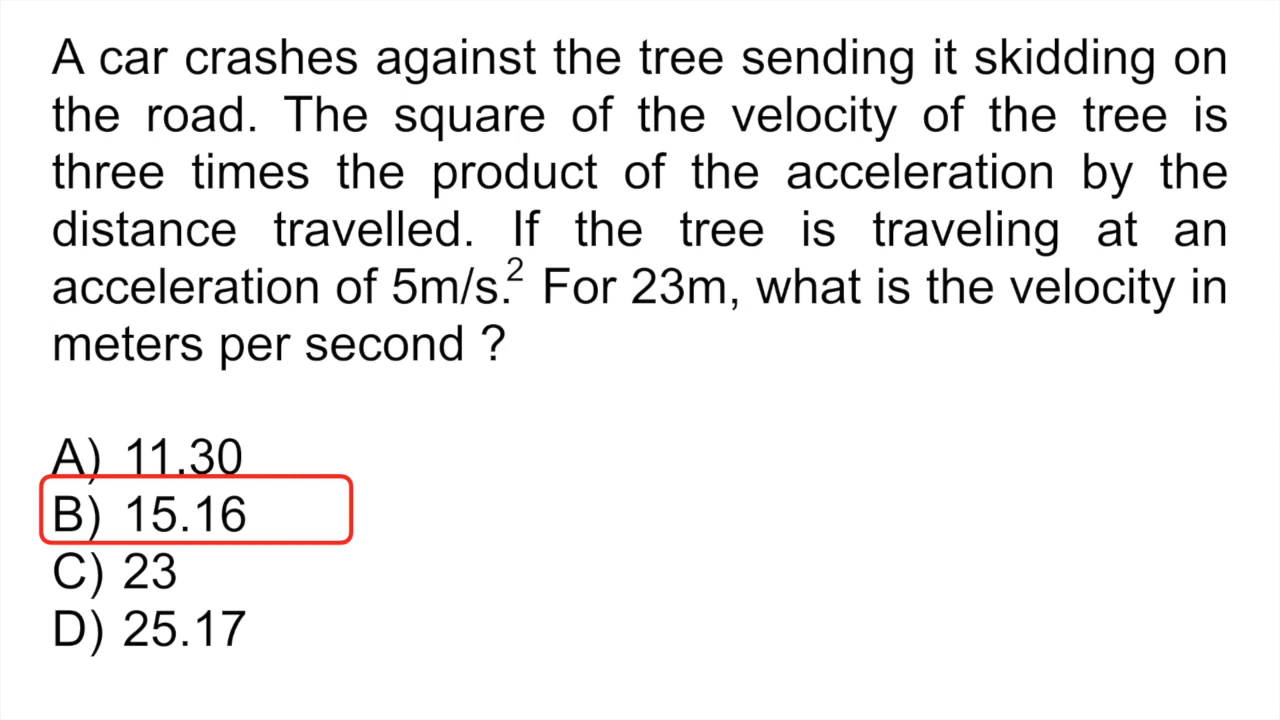 A car crashes against the tree sending it skidding on
the road. The square of the velocity of the tree is
three times the product of the acceleration by the
distance travelled. If the tree is traveling at an
acceleration of 5m/s.² For 23m, what is the velocity in
meters per second ?
A) 11.30
B) 15.16
C) 23
D) 25.17